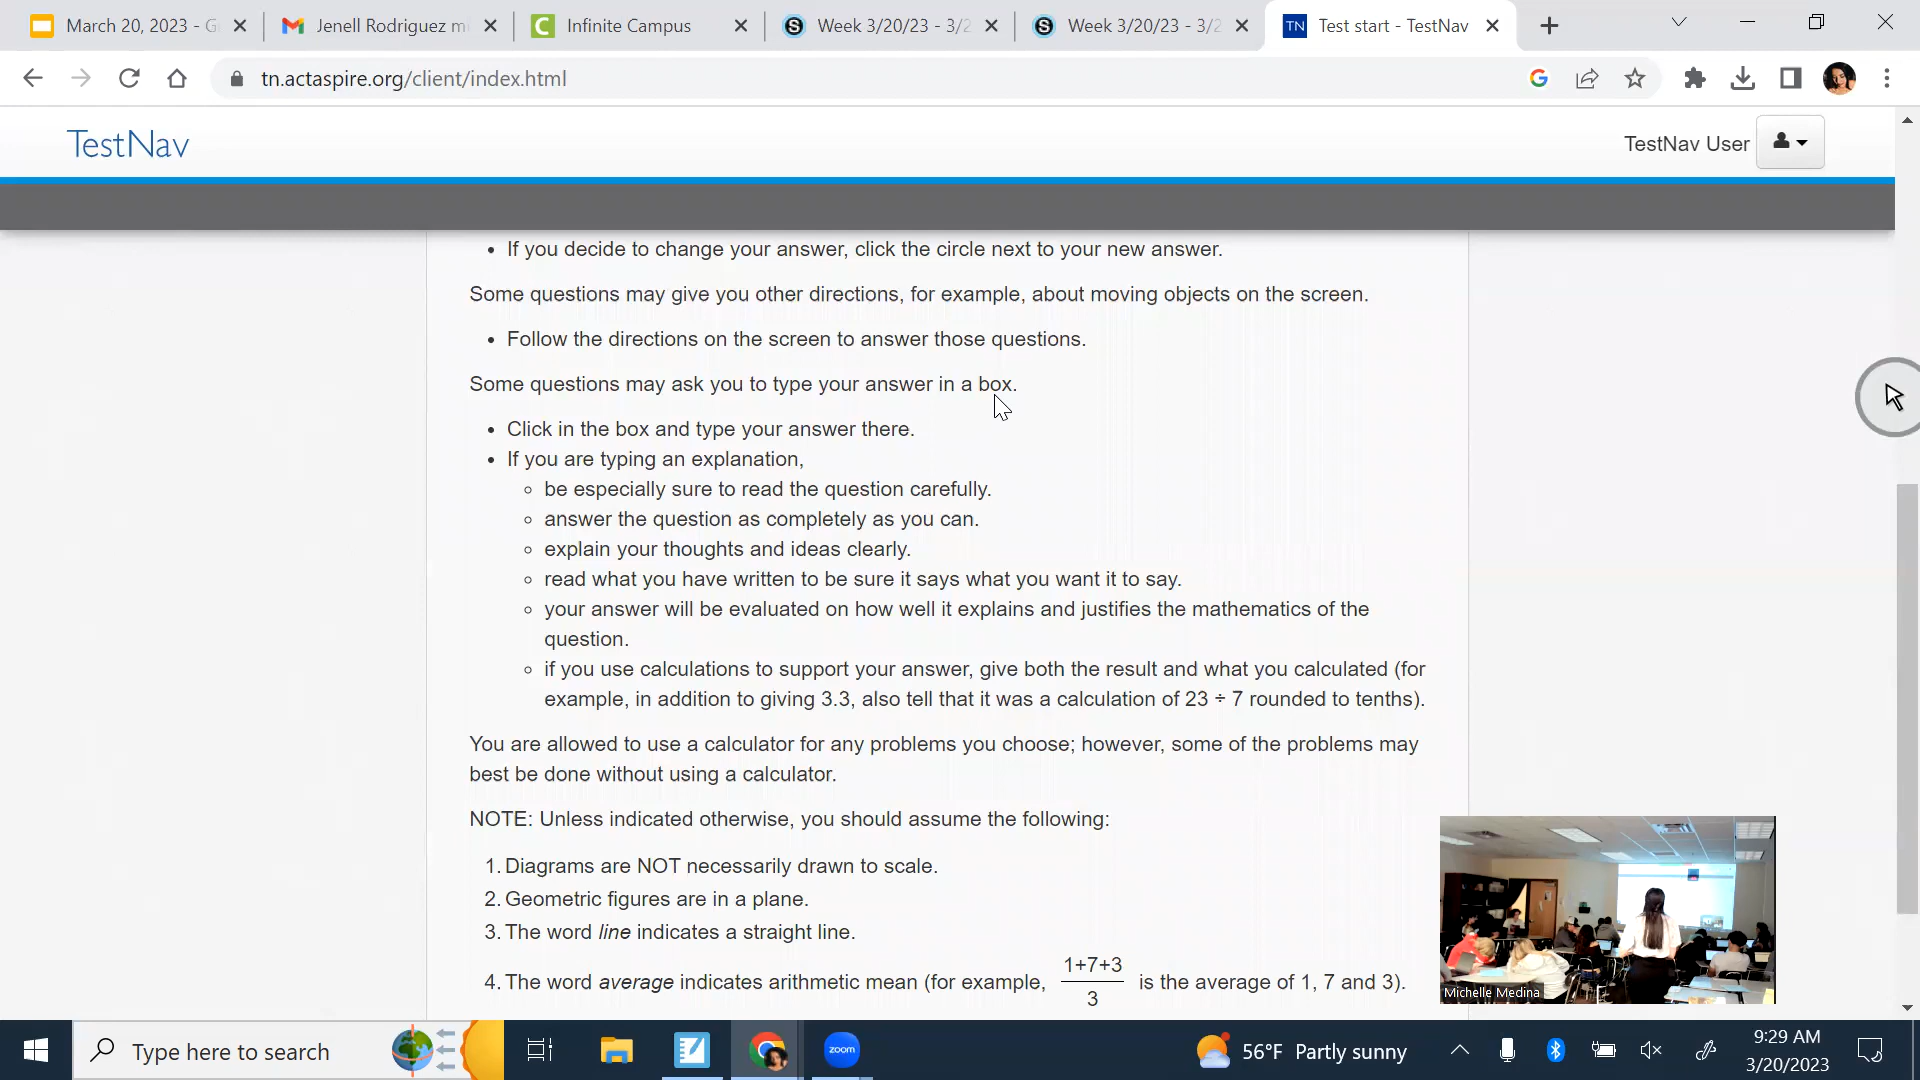 March 20, 2023 - G
Jenell Rodriguez m
Infinite Campus
Week 3/20/23 - 3/2
Week 3/20/23 - 3/2
TN
Test start - TestNav
tn.actaspire.org/client/index.html
TestNav
TestNav User
• If you decide to change your answer, click the circle next to your new answer.
Some questions may give you other directions, for example, about moving objects on the screen.
• Follow the directions on the screen to answer those questions.
Some questions may ask you to type your answer in a box.
• Click in the box and type your answer there.
• If you are typing an explanation,
◦ be especially sure to read the question carefully.
◦ answer the question as completely as you can.
◦ explain your thoughts and ideas clearly.
◦ read what you have written to be sure it says what you want it to say.
◦ your answer will be evaluated on how well it explains and justifies the mathematics of the
question.
◦ if you use calculations to support your answer, give both the result and what you calculated (for
example, in addition to giving 3.3, also tell that it was a calculation of 23 ÷ 7 rounded to tenths).
You are allowed to use a calculator for any problems you choose; however, some of the problems may
best be done without using a calculator.
NOTE: Unless indicated otherwise, you should assume the following:
1. Diagrams are NOT necessarily drawn to scale.
2. Geometric figures are in a plane.
3. The word line indicates a straight line.
4. The word average indicates arithmetic mean (for example, 1+7+3/3 is the average of 1, 7 and 3).
Michelle Medina
Type here to search
zoom
56°F Partly sunny
9:29 AM
3/20/2023